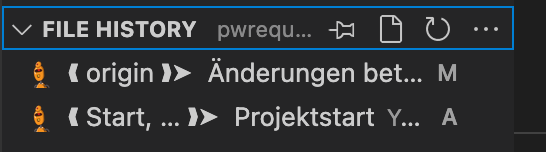 FILE HISTORY pwrequ...
❨ origin ❩➤ Änderungen bet... M
❨ Start, ... ❩➤ Projektstart Y... A